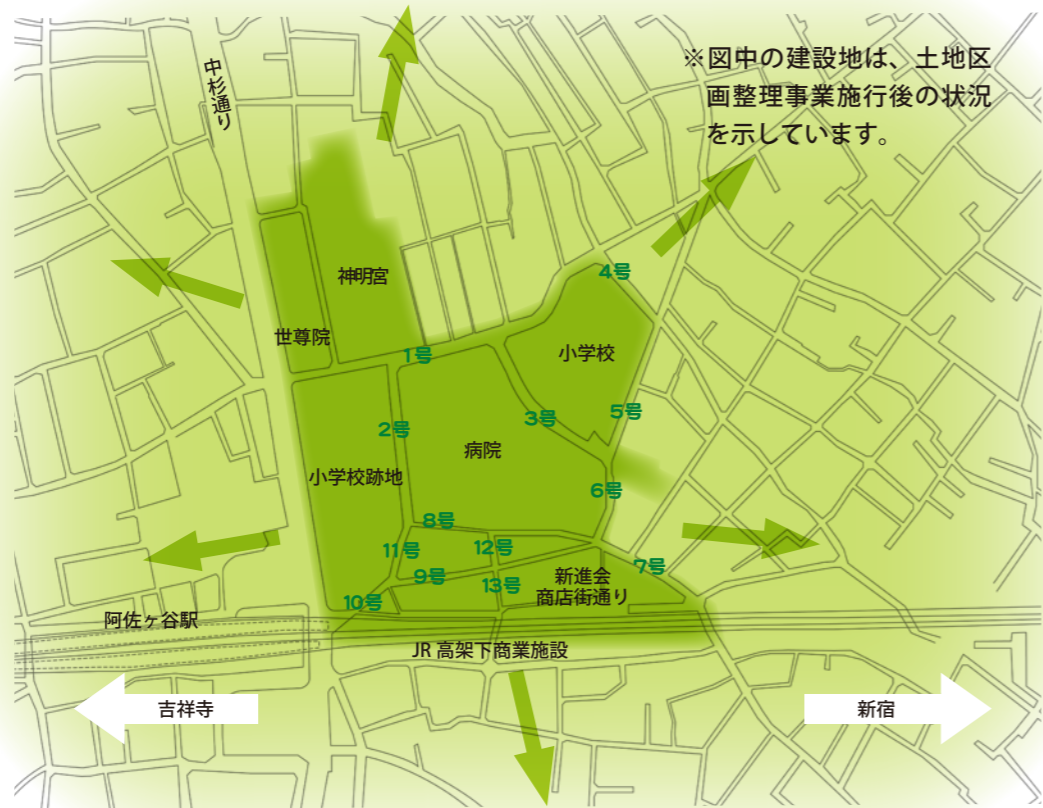 ※図中の建設地は、土地区
画整理事業施行後の状況
を示しています。
中杉通り
神明宮
世尊院
1号
4号
小学校
5号
3号
2号
病院
小学校跡地
6号
8号
11号
12号
9号
13号
10号
7号
新進会
商店街通り
阿佐ヶ谷駅
JR 高架下商業施設
吉祥寺
新宿